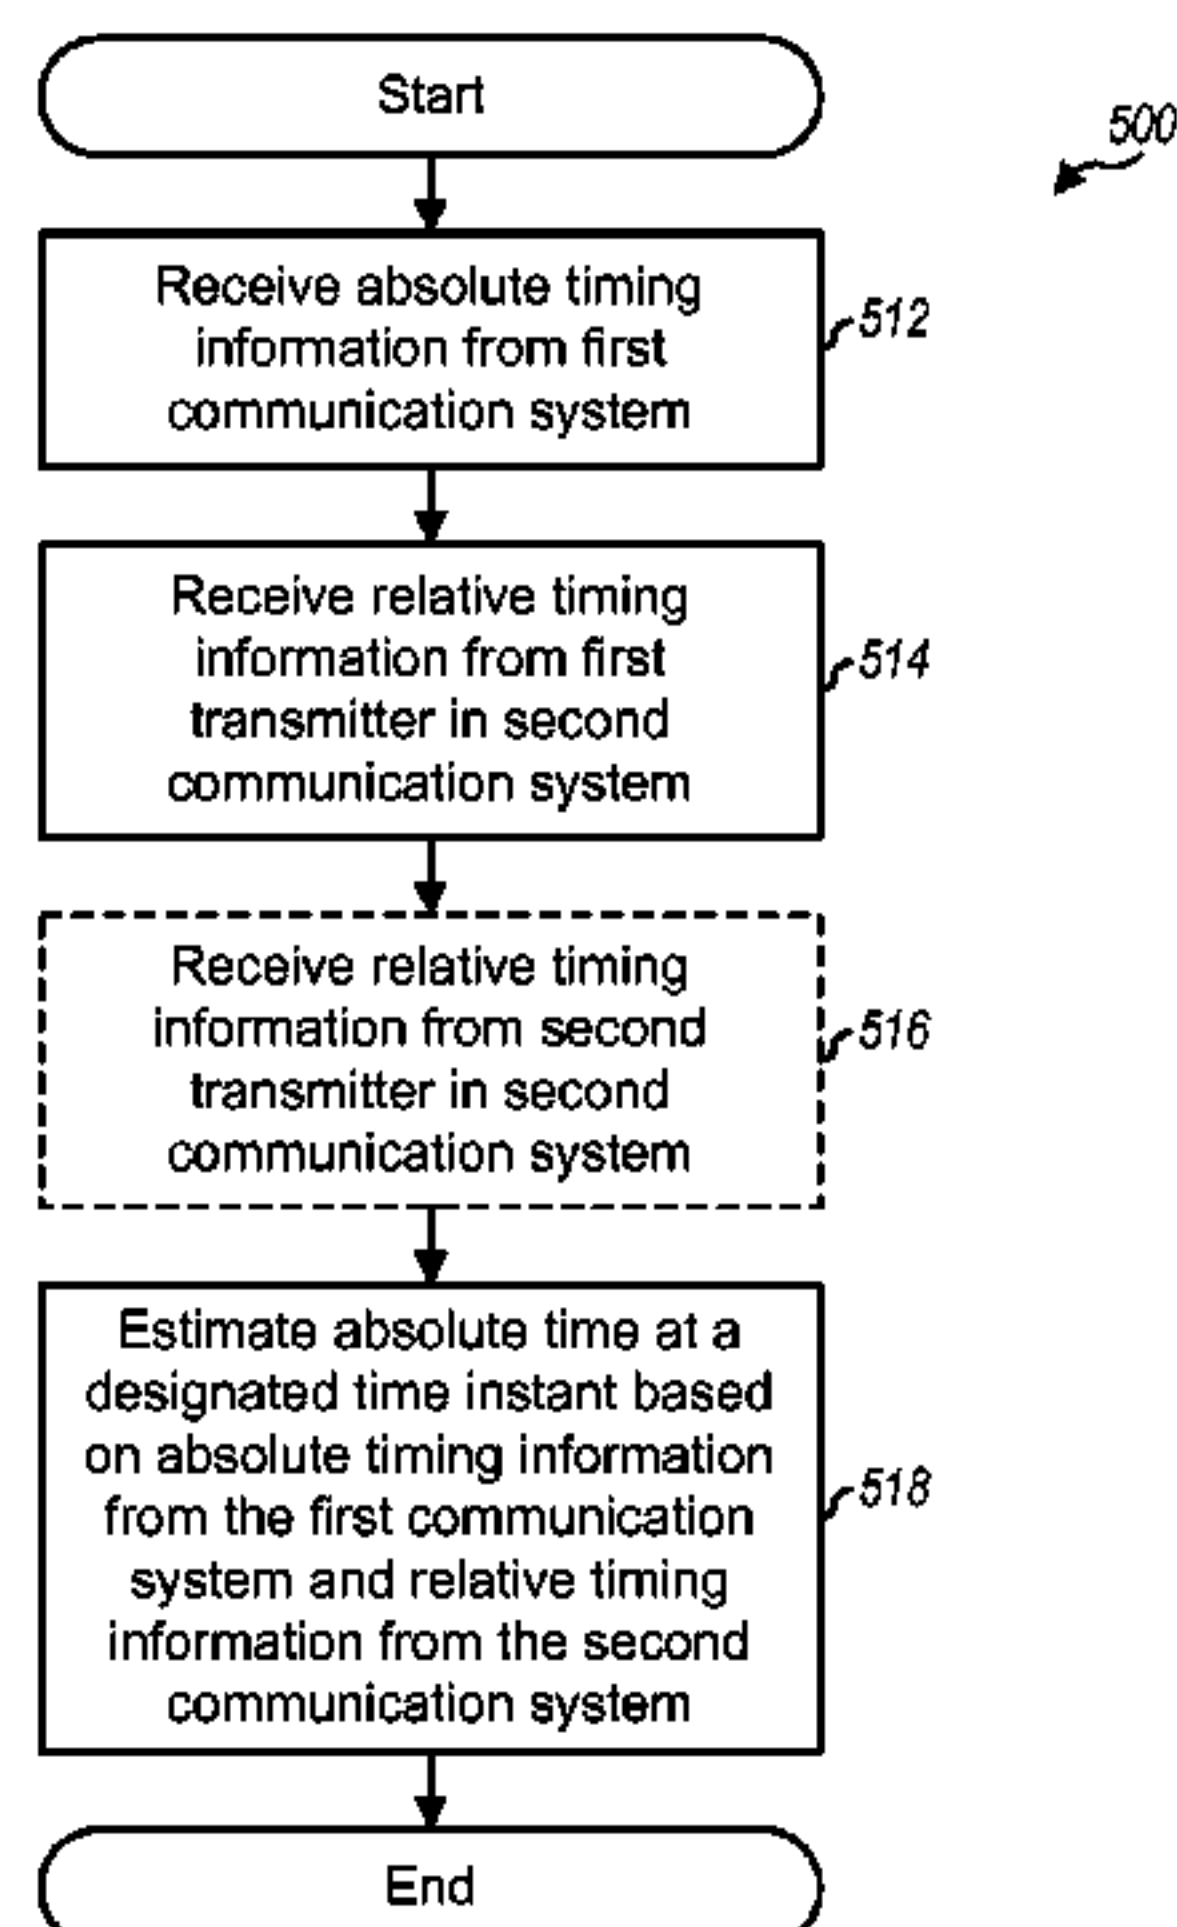 Start
500
Receive absolute timing
information from first
communication system
512
Receive relative timing
information from first
transmitter in second
communication system
514
Receive relative timing
information from second
transmitter in second
communication system
516
Estimate absolute time at a
designated time instant based
on absolute timing information
from the first communication
system and relative timing
information from the second
communication system
518
End